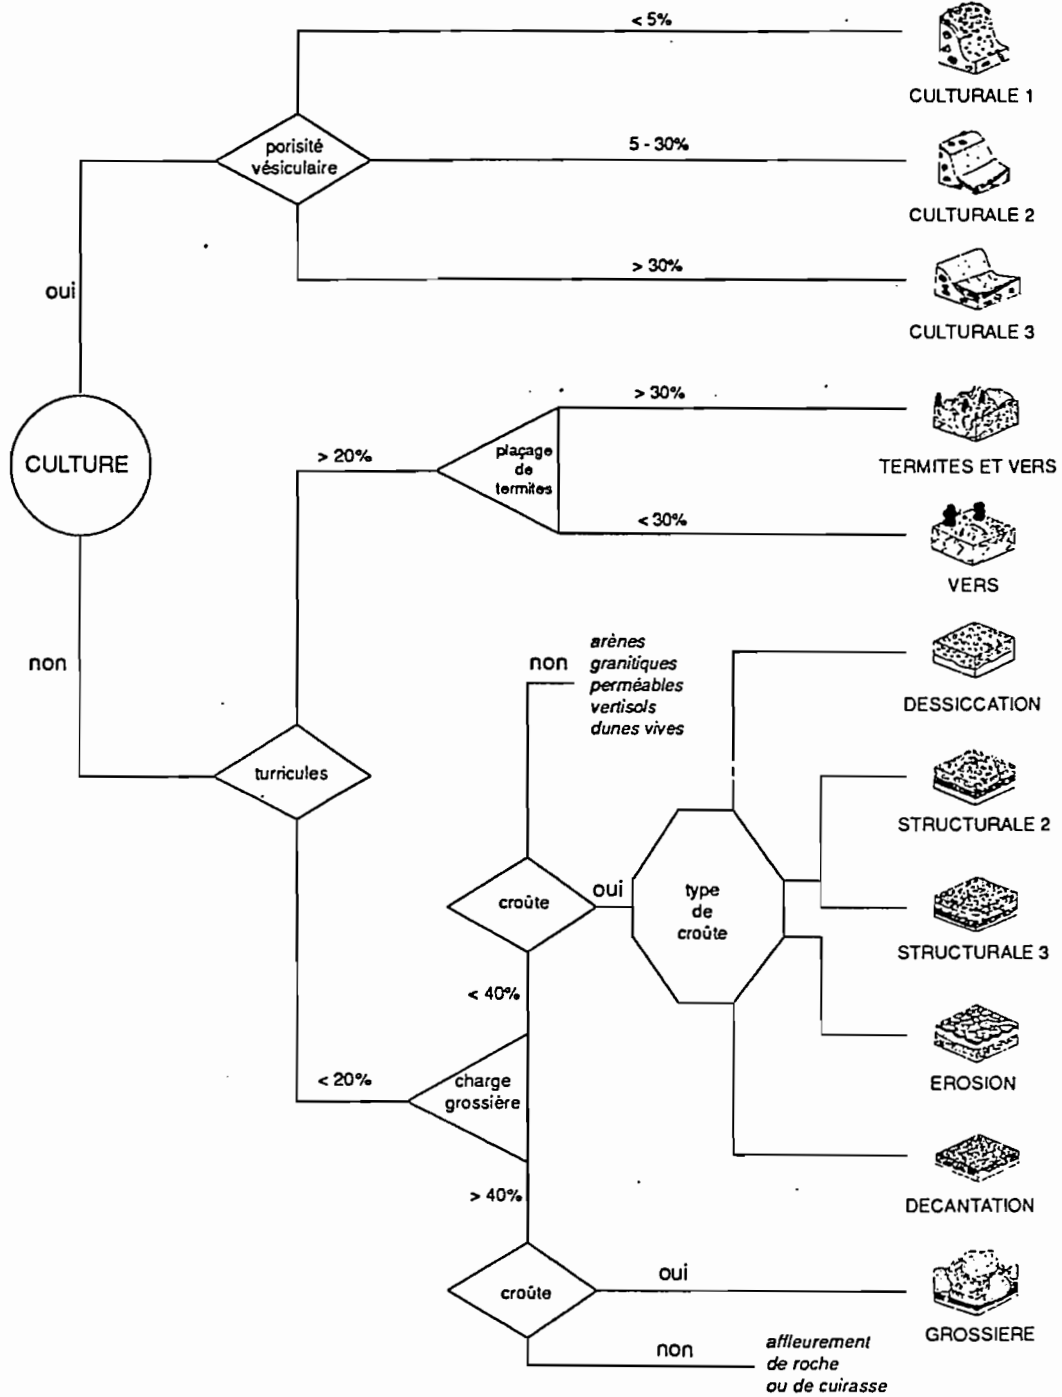 < 5%
CULTURALE 1
porisité
vésiculaire
5 - 30%
CULTURALE 2
oui
> 30%
CULTURALE 3
CULTURE
> 20%
plaçage
de
termites
> 30%
TERMITES ET VERS
< 30%
VERS
non
turricules
non
arènes
granitiques
perméables
vertisols
dunes vives
DESSICCATION
STRUCTURALE 2
croûte
oui
type
de
croûte
STRUCTURALE 3
< 40%
EROSION
< 20%
charge
grossière
> 40%
DECANTATION
croûte
oui
GROSSIERE
non
affleurement
de roche
ou de cuirasse